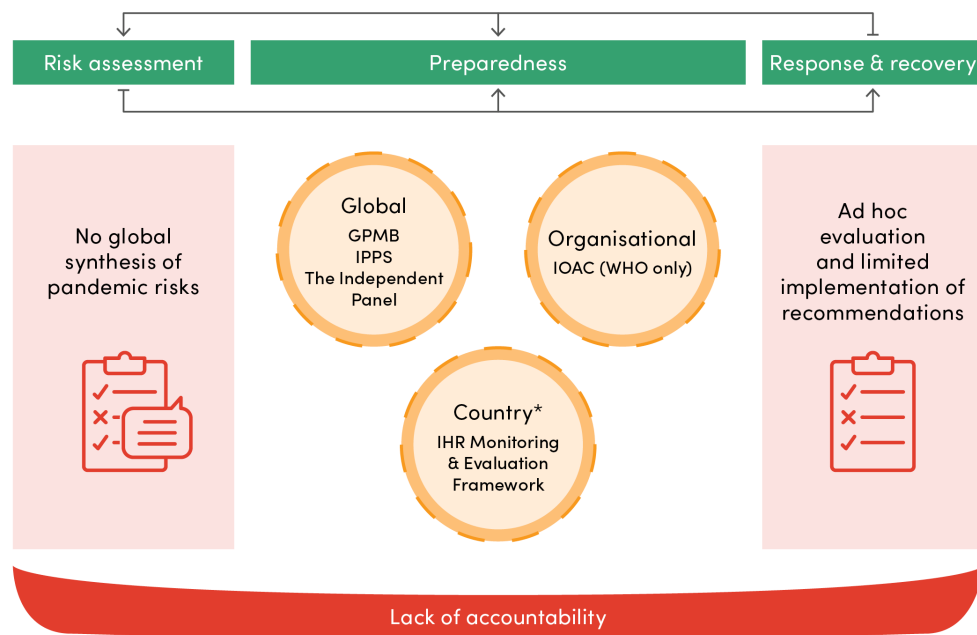 Risk assessment
Preparedness
Response & recovery
No global
synthesis of
pandemic risks
Global
GPMB
IPPS
The Independent
Panel
Organisational
IOAC (WHO only)
Country*
IHR Monitoring
& Evaluation
Framework
Ad hoc
evaluation
and limited
implementation of
recommendations
Lack of accountability